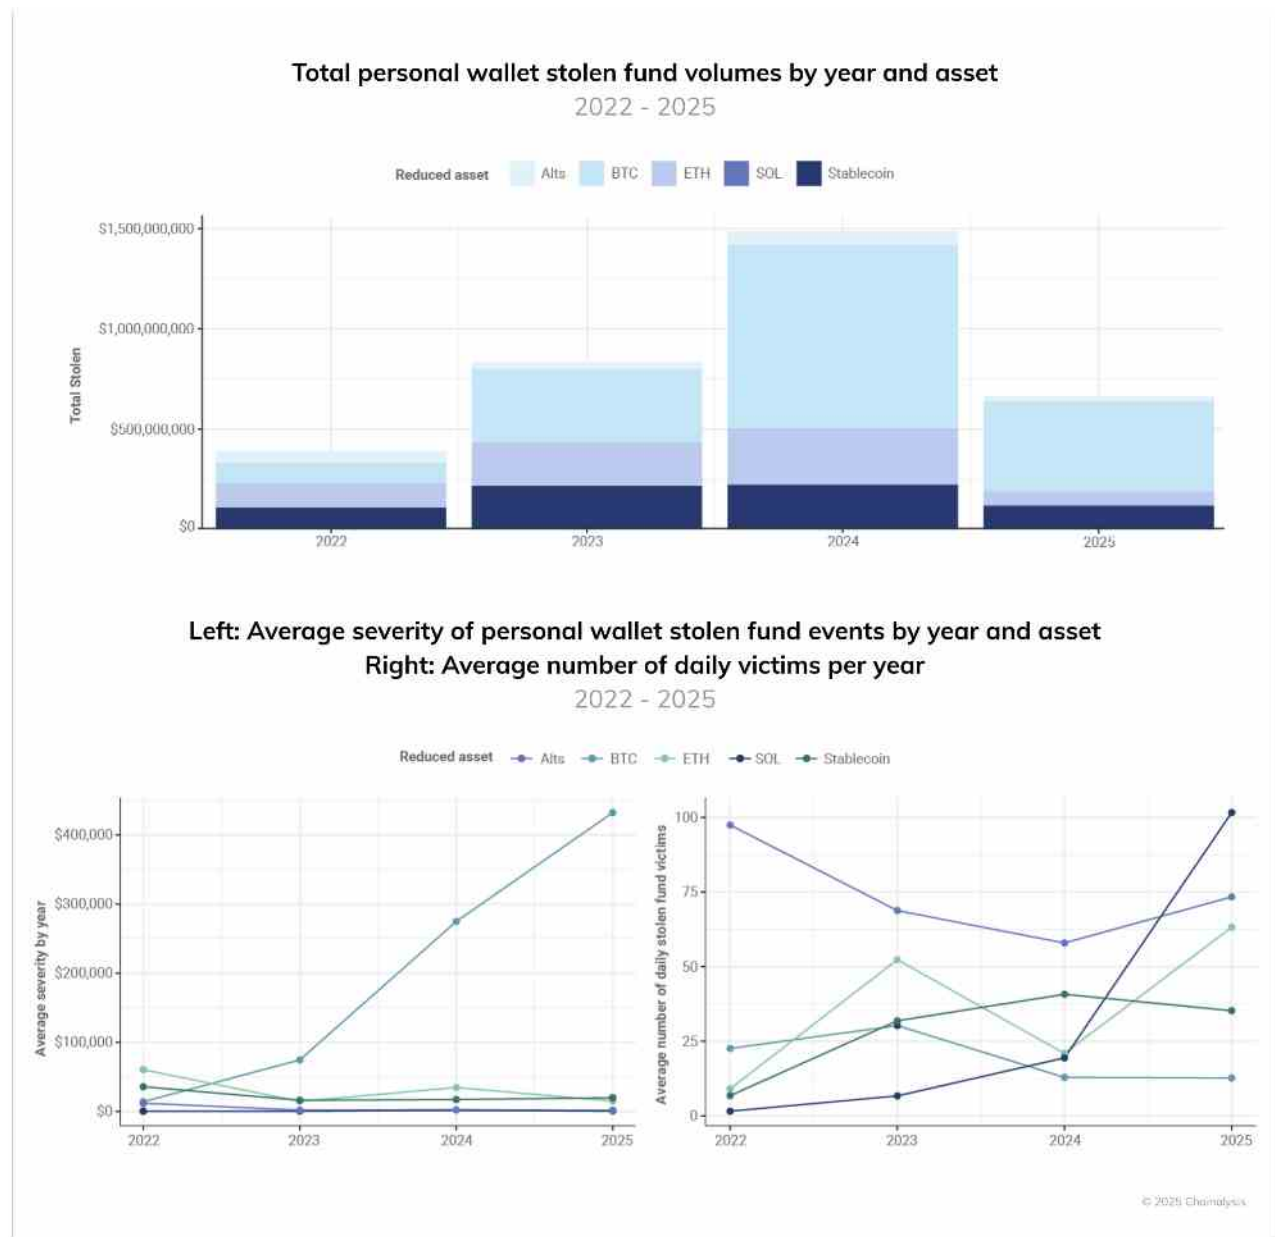 Total personal wallet stolen fund volumes by year and asset
2022 - 2025
Reduced asset Alts BTC ETH SOL Stablecoin
Total Stolen
$1,500,000,000
$1,000,000,000
$500,000,000
$0
2022 2023 2024 2025
Left: Average severity of personal wallet stolen fund events by year and asset
Right: Average number of daily victims per year
2022 - 2025
Reduced asset Alts BTC ETH SOL Stablecoin
Average severity by year
$400,000
$300,000
$200,000
$100,000
$0
2022 2023 2024 2025
Average number of daily stolen fund victims
100
75
50
25
0
2022 2023 2024 2025
© 2025 Chainalysis